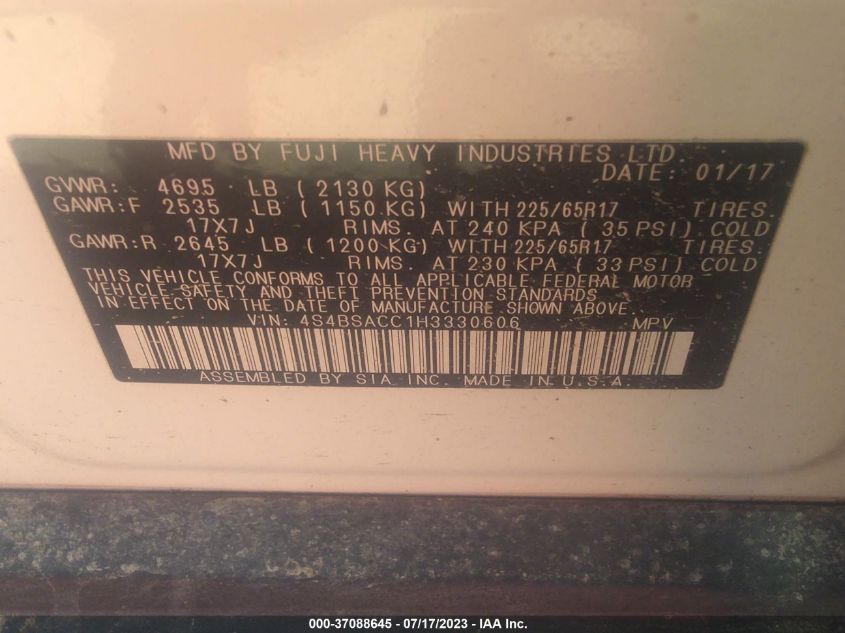 MFD BY FUJI HEAVY INDUSTRIES LTD.
DATE: 01/17
GVWR: 4695 LB ( 2130 KG)
GAWR:F 2535 LB ( 1150 KG) WITH 225/65R17 TIRES.
17X7J RIMS. AT 240 KPA ( 35 PSI) COLD
GAWR:R 2645 LB ( 1200 KG) WITH 225/65R17 TIRES.
17X7J RIMS. AT 230 KPA ( 33 PSI) COLD
THIS VEHICLE CONFORMS TO ALL APPLICABLE FEDERAL MOTOR
VEHICLE SAFETY AND THEFT PREVENTION STANDARDS
IN EFFECT ON THE DATE OF MANUFACTURE SHOWN ABOVE.
VIN: 4S4BSACC1H3330606 MPV
ASSEMBLED BY SIA INC. MADE IN U.S.A.
000-37088645 - 07/17/2023 - IAA Inc.